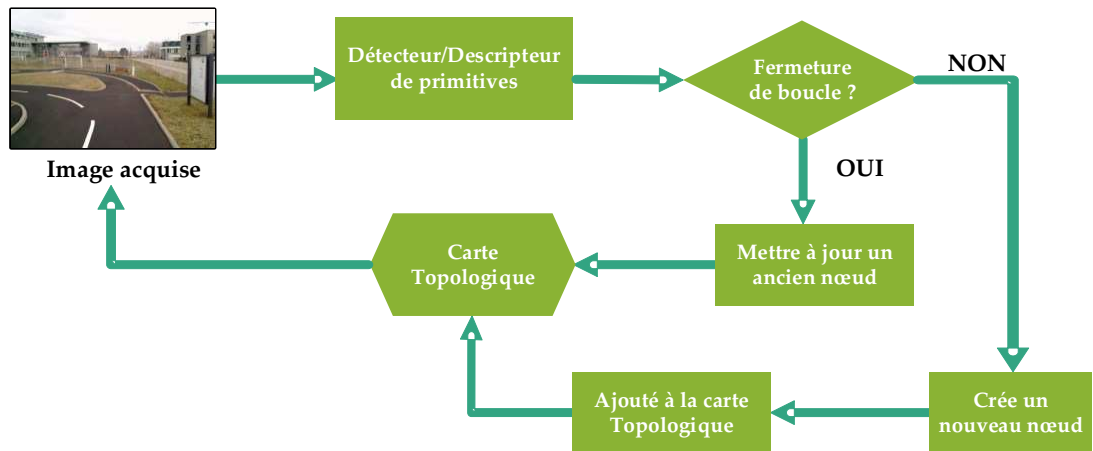 Détecteur/Descripteur
de primitives
Fermeture
de boucle ?
NON
Image acquise
OUI
Carte
Topologique
Mettre à jour un
ancien nœud
Ajouté à la carte
Topologique
Crée un
nouveau nœud